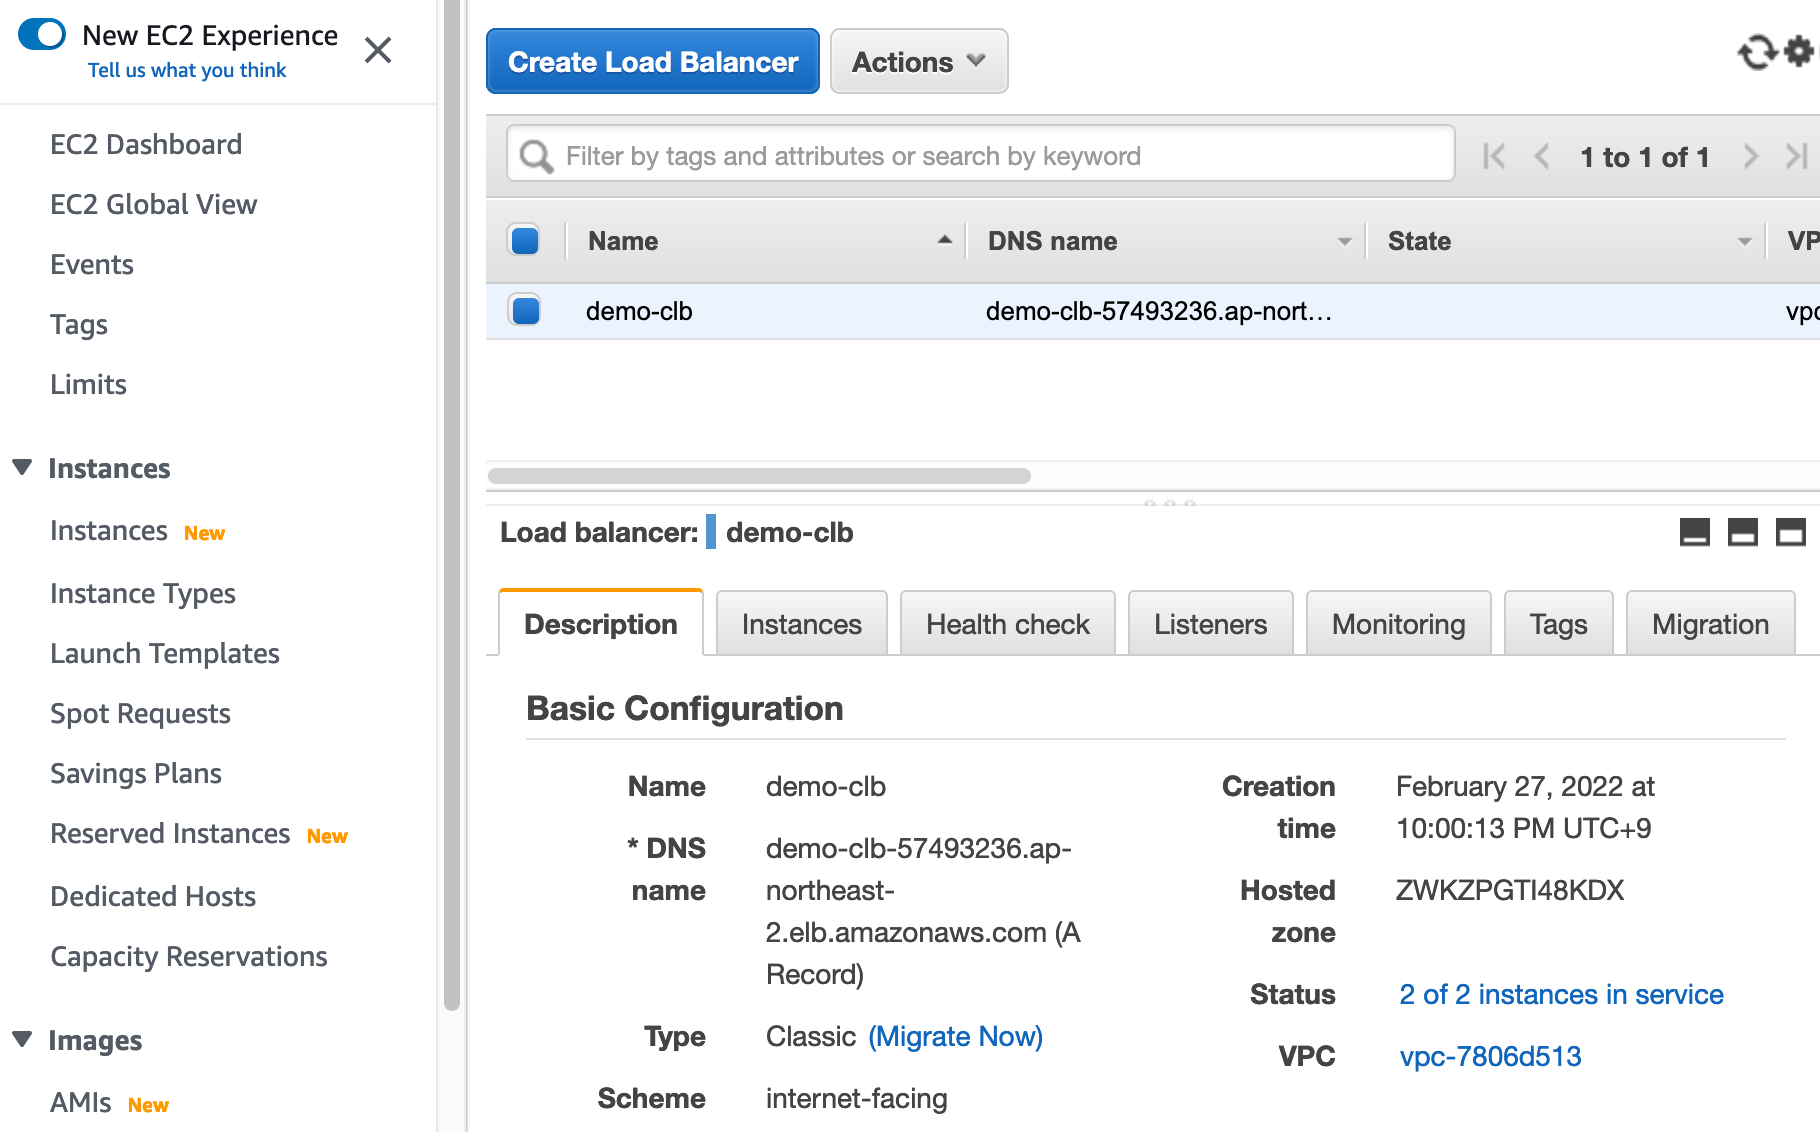 New EC2 Experience
Tell us what you think
EC2 Dashboard
EC2 Global View
Events
Tags
Limits
Instances
Instances New
Instance Types
Launch Templates
Spot Requests
Savings Plans
Reserved Instances New
Dedicated Hosts
Capacity Reservations
Images
AMIs New
Create Load Balancer
Actions
Filter by tags and attributes or search by keyword
1 to 1 of 1
Name DNS name State VP
demo-clb demo-clb-57493236.ap-nort... vpc
Load balancer: demo-clb
Description Instances Health check Listeners Monitoring Tags Migration
Basic Configuration
Name demo-clb
* DNS name demo-clb-57493236.ap-
northeast-
2.elb.amazonaws.com (A
Record)
Type Classic (Migrate Now)
Scheme internet-facing
Creation time February 27, 2022 at
10:00:13 PM UTC+9
Hosted zone ZWKZPGTI48KDX
Status 2 of 2 instances in service
VPC vpc-7806d513